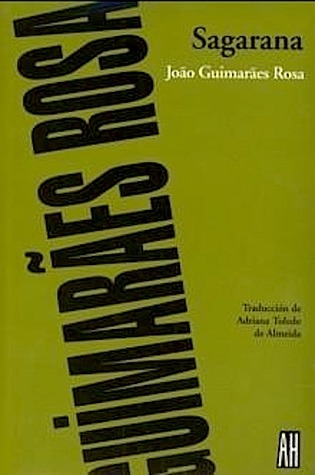 Sagarana
João Guimarães Rosa
GUIMARÃES ROSA
Traducción de
Adriana Toledo
de Almeida
AH